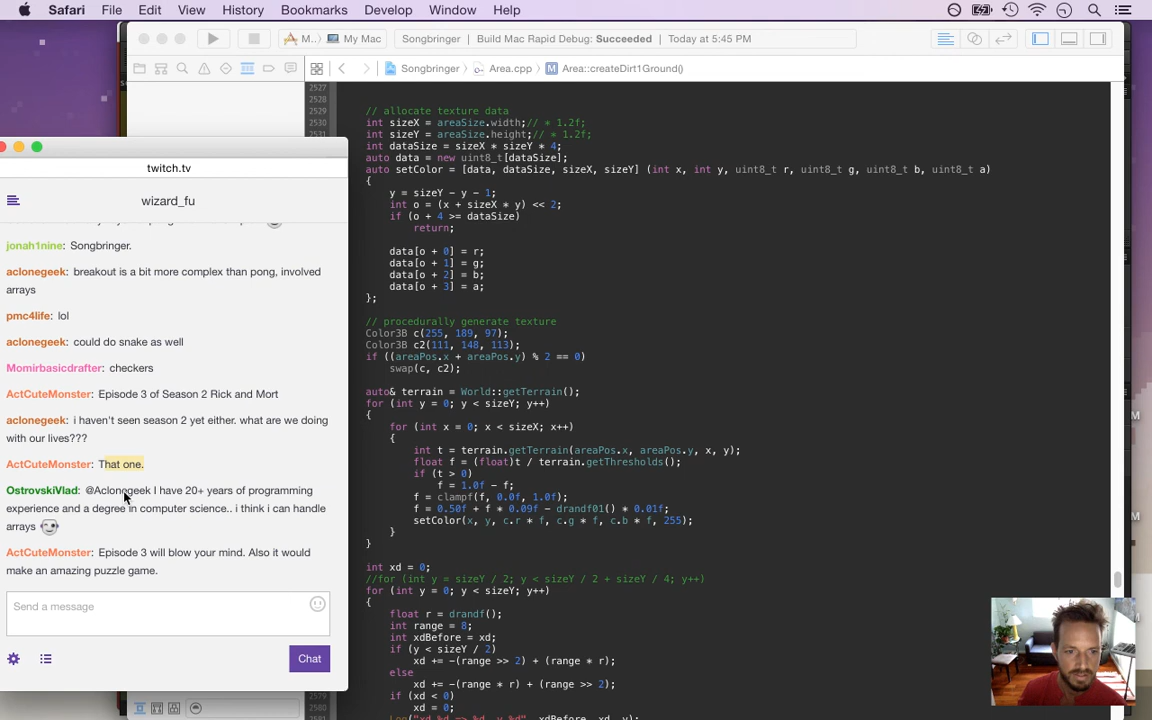 Safari File Edit View History Bookmarks Develop Window Help
M.. My Mac Songbringer | Build Mac Rapid Debug: Succeeded | Today at 5:45 PM
Songbringer Area.cpp M Area::createDirt1Ground()
2527
2528
2529
2530
2531
// allocate texture data
int sizeX = areaSize.width;// * 1.2f;
int sizeY = areaSize.height;// * 1.2f;
int dataSize = sizeX * sizeY * 4;
auto data = new uint8_t[dataSize];
auto setColor = [data, dataSize, sizeX, sizeY] (int x, int y, uint8_t r, uint8_t g, uint8_t b, uint8_t a)
{
y = sizeY - y - 1;
int o = (x + sizeX * y) << 2;
if (o + 4 >= dataSize)
return;
data[o + 0] = r;
data[o + 1] = g;
data[o + 2] = b;
data[o + 3] = a;
};
// procedurally generate texture
Color3B c(255, 189, 97);
Color3B c2(111, 148, 113);
if ((areaPos.x + areaPos.y) % 2 == 0)
swap(c, c2);
auto& terrain = World::getTerrain();
for (int y = 0; y < sizeY; y++)
{
for (int x = 0; x < sizeX; x++)
{
int t = terrain.getTerrain(areaPos.x, areaPos.y, x, y);
float f = (float)t / terrain.getThresholds();
if (t > 0)
f = 1.0f - f;
f = clampf(f, 0.0f, 1.0f);
f = 0.50f + f * 0.09f - drandf01() * 0.01f;
setColor(x, y, c.r * f, c.g * f, c.b * f, 255);
}
}
int xd = 0;
//for (int y = sizeY / 2; y < sizeY / 2 + sizeY / 4; y++)
for (int y = 0; y < sizeY; y++)
{
float r = drandf();
int range = 8;
int xdBefore = xd;
if (y < sizeY / 2)
xd += -(range >> 2) + (range * r);
else
xd += -(range * r) + (range >> 2);
if (xd < 0)
xd = 0;
2579
2580
2581
twitch.tv
wizard_fu
jonah1nine: Songbringer.
aclonegeek: breakout is a bit more complex than pong, involved
arrays
pmc4life: lol
aclonegeek: could do snake as well
Momirbasicdrafter: checkers
ActCuteMonster: Episode 3 of Season 2 Rick and Mort
aclonegeek: i haven't seen season 2 yet either. what are we doing
with our lives???
ActCuteMonster: That one.
OstrovskiVlad: @Aclonegeek I have 20+ years of programming
experience and a degree in computer science.. i think i can handle
arrays
ActCuteMonster: Episode 3 will blow your mind. Also it would
make an amazing puzzle game.
Send a message
Chat